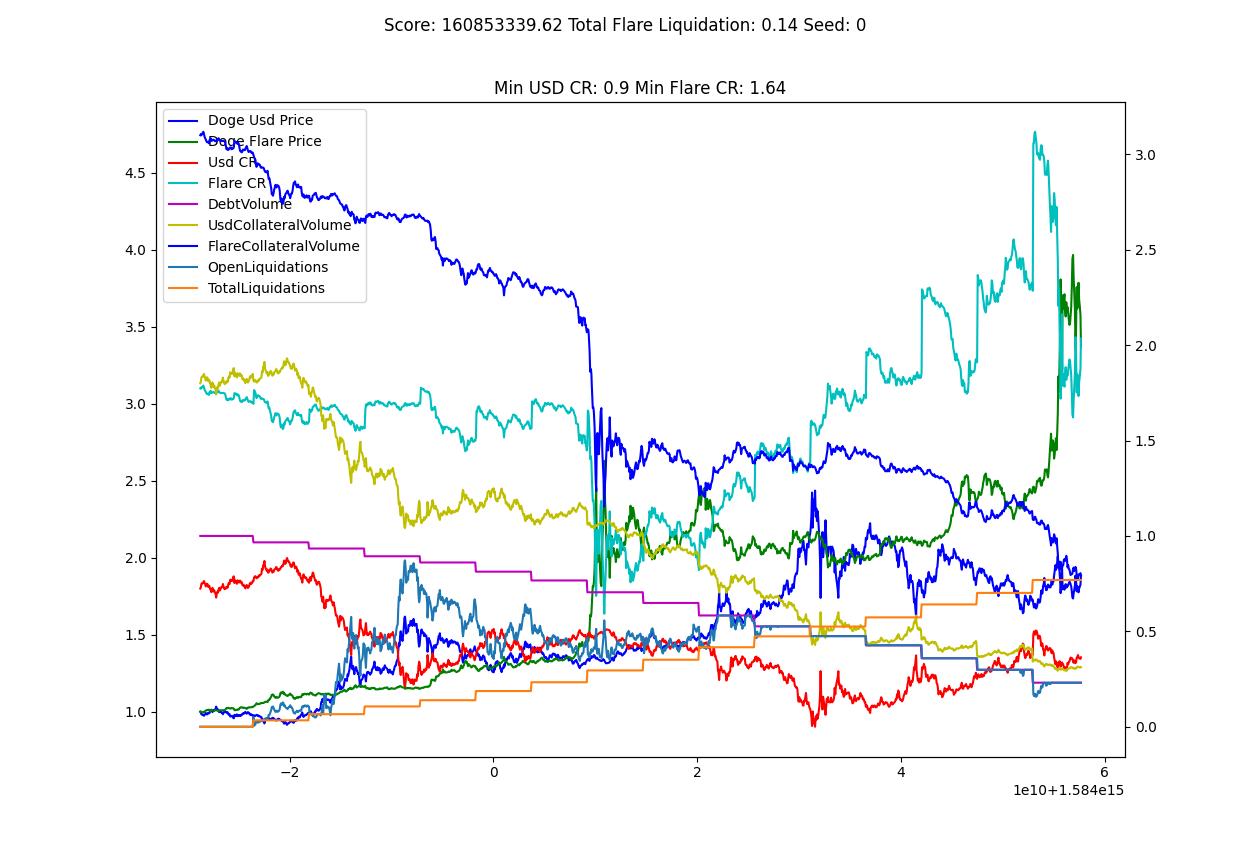 Score: 160853339.62 Total Flare Liquidation: 0.14 Seed: 0
Min USD CR: 0.9 Min Flare CR: 1.64
Doge Usd Price
Doge Flare Price
Usd CR
Flare CR
DebtVolume
UsdCollateralVolume
FlareCollateralVolume
OpenLiquidations
TotalLiquidations
4.5
4.0
3.5
3.0
2.5
2.0
1.5
1.0
3.0
2.5
2.0
1.5
1.0
0.5
0.0
−2 0 2 4 6
1e10+1.584e15